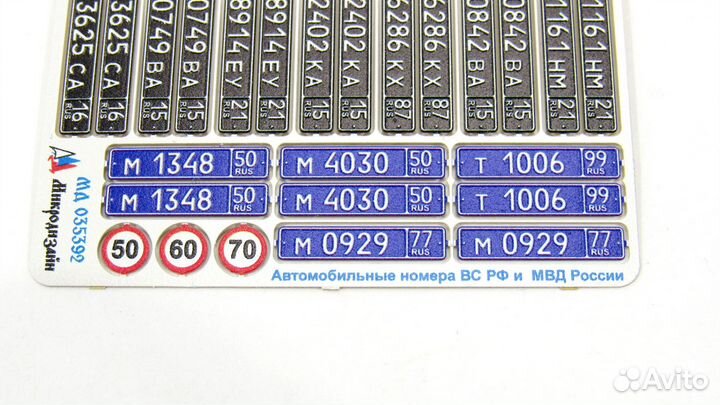 3625 СА 16 RUS
3625 СА 16 RUS
0749 ВА 15 RUS
0749 ВА 15 RUS
8914 ЕУ 21 RUS
8914 ЕУ 21 RUS
2402 КА 15 RUS
2402 КА 15 RUS
6286 КХ 87 RUS
6286 КХ 87 RUS
0842 ВА 15 RUS
0842 ВА 15 RUS
1161 НМ 21 RUS
1161 НМ 21 RUS
Микродизайн
МД 035392
М 1348 50 RUS
М 4030 50 RUS
Т 1006 99 RUS
М 1348 50 RUS
М 4030 50 RUS
Т 1006 99 RUS
50 60 70
М 0929 77 RUS
М 0929 77 RUS
Автомобильные номера ВС РФ и МВД России
Avito